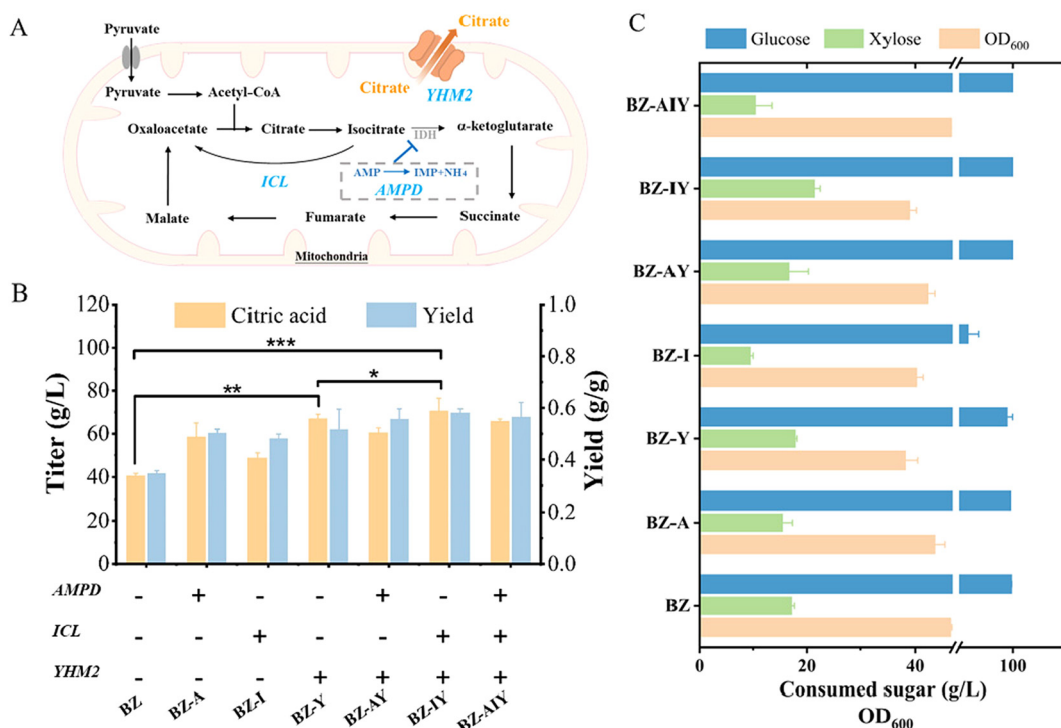 A
Pyruvate
Citrate
Pyruvate
Acetyl-CoA
Citrate
YHM2
Oxaloacetate
Citrate
Isocitrate
IDH
α-ketoglutarate
AMP
IMP+NH₄
AMPD
ICL
Malate
Fumarate
Succinate
Mitochondria
B
Citric acid
Yield
Titer (g/L)
120
100
80
60
40
20
0
***
**
*
1.0
0.8
0.6
0.4
0.2
0.0
Yield (g/g)
AMPD - + - - + - +
ICL - - + - - + +
YHM2 - - - + + + +
BZ BZ-A BZ-I BZ-Y BZ-AY BZ-IY BZ-AIY
C
Glucose Xylose OD₆₀₀
BZ-AIY
BZ-IY
BZ-AY
BZ-I
BZ-Y
BZ-A
BZ
0 20 40 100
Consumed sugar (g/L)
OD₆₀₀